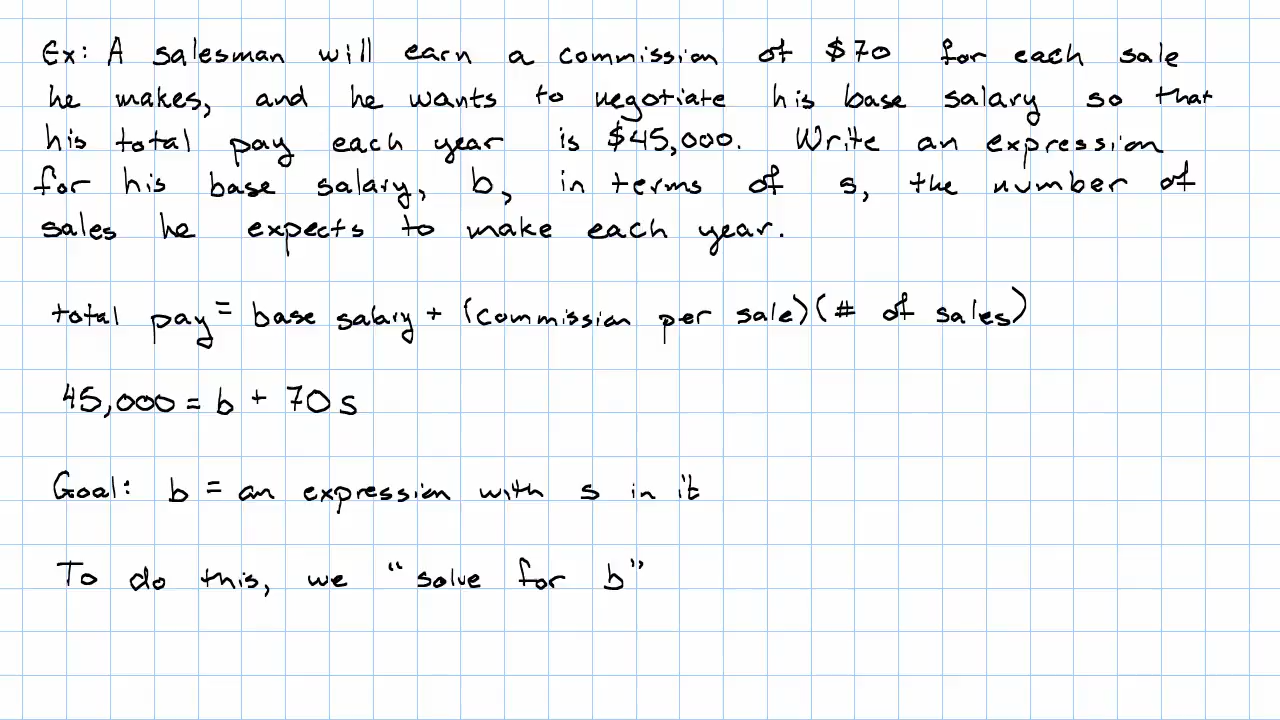 Ex: A salesman will earn a commission of $70 for each sale
he makes, and he wants to negotiate his base salary so that
his total pay each year is $45,000. Write an expression
for his base salary, b, in terms of s, the number of
sales he expects to make each year.
total pay = base salary + (commission per sale)(# of sales)
45,000 = b + 70 s
Goal: b = an expression with s in it
To do this, we "solve for b"